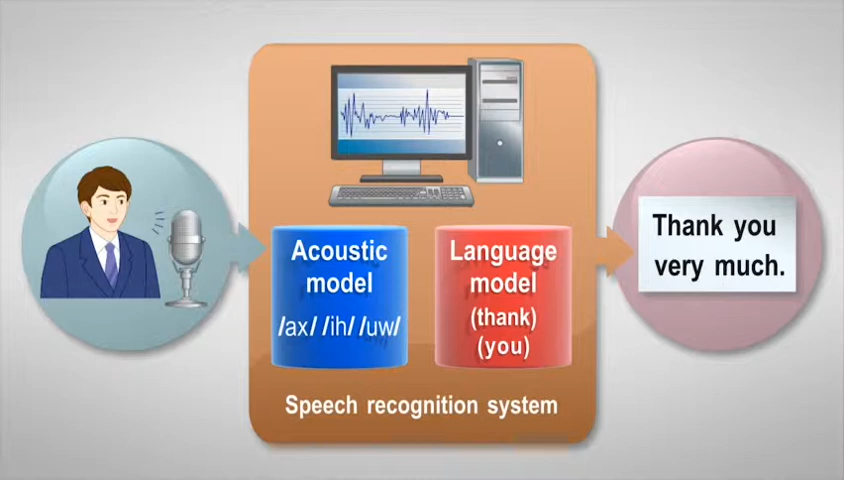 Acoustic
model
/ax/ /ih/ /uw/
Language
model
(thank)
(you)
Speech recognition system
Thank you
very much.